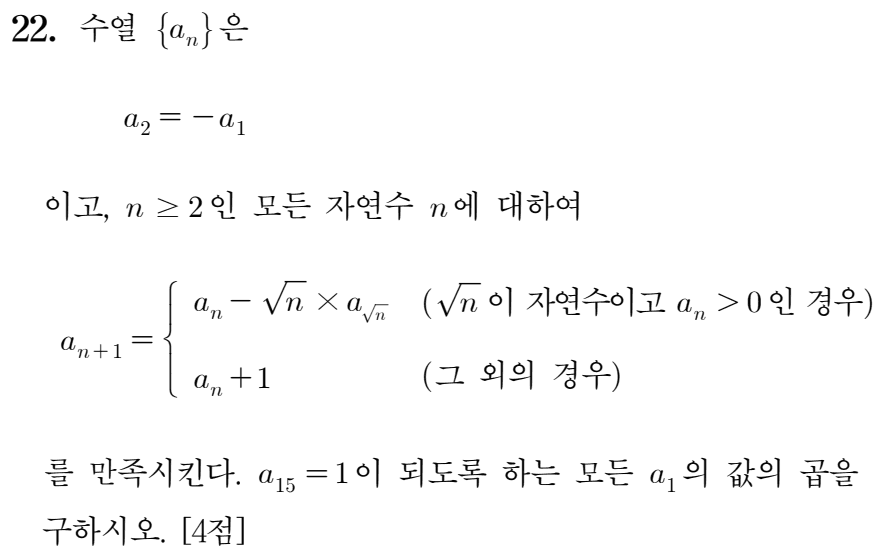 22. 수열 {aₙ}은
a₂ = −a₁
이고, n ≥ 2인 모든 자연수 n에 대하여
aₙ₊₁ = { aₙ − √n × a_√n (√n이 자연수이고 aₙ > 0인 경우)
aₙ + 1 (그 외의 경우)
를 만족시킨다. a₁₅ = 1이 되도록 하는 모든 a₁의 값의 곱을
구하시오. [4점]